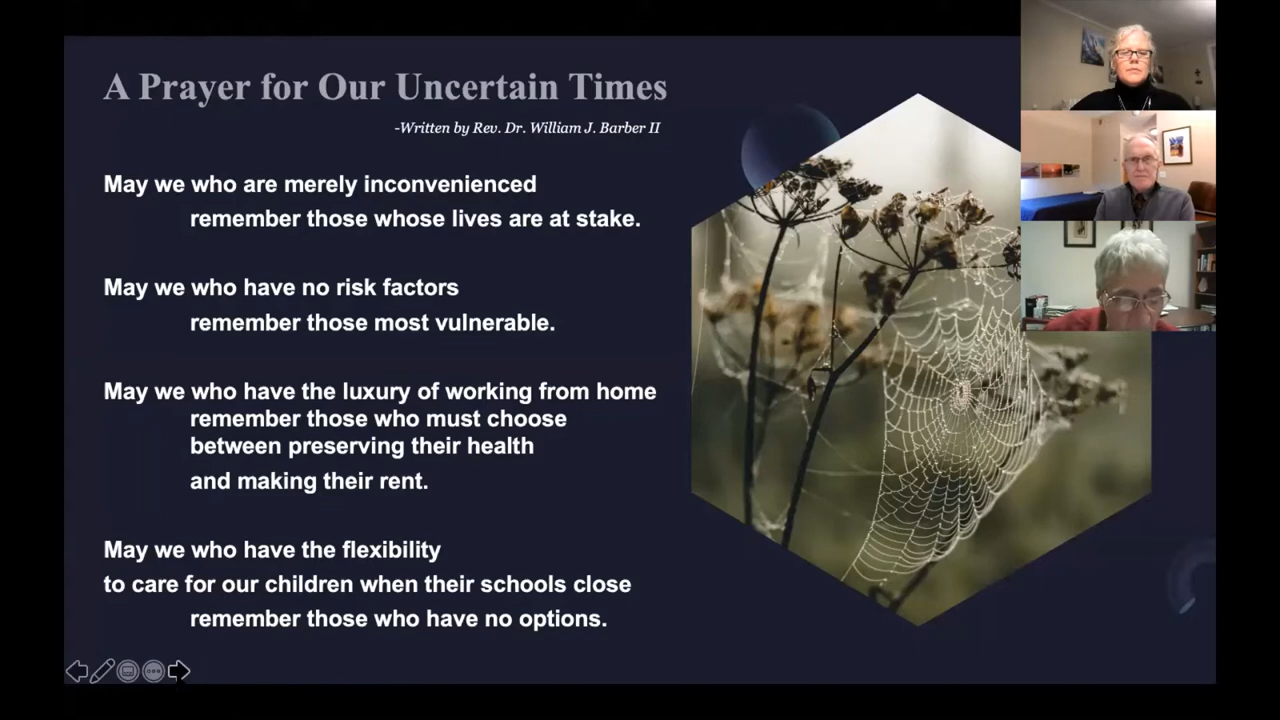 A Prayer for Our Uncertain Times
-Written by Rev. Dr. William J. Barber II
May we who are merely inconvenienced
remember those whose lives are at stake.
May we who have no risk factors
remember those most vulnerable.
May we who have the luxury of working from home
remember those who must choose
between preserving their health
and making their rent.
May we who have the flexibility
to care for our children when their schools close
remember those who have no options.